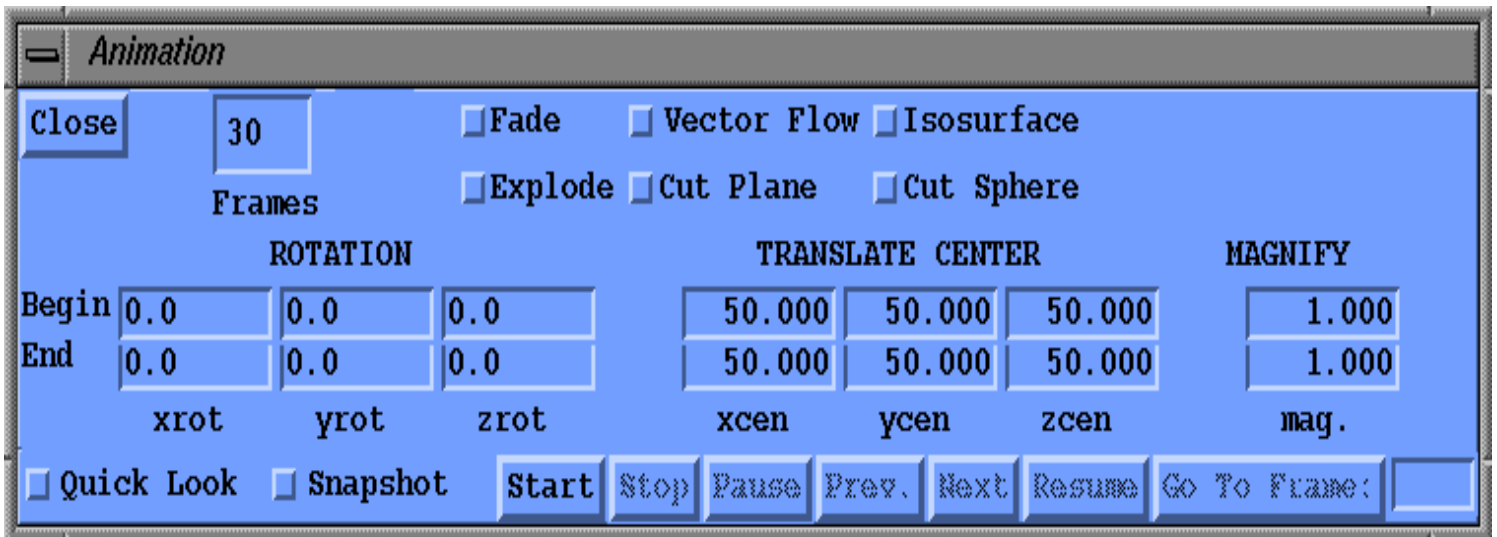 Animation
Close 30 Fade Vector Flow Isosurface
Frames Explode Cut Plane Cut Sphere
ROTATION TRANSLATE CENTER MAGNIFY
Begin 0.0 0.0 0.0 50.000 50.000 50.000 1.000
End 0.0 0.0 0.0 50.000 50.000 50.000 1.000
xrot yrot zrot xcen ycen zcen mag.
Quick Look Snapshot Start Stop Pause Prev. Next Resume Go To Frame: